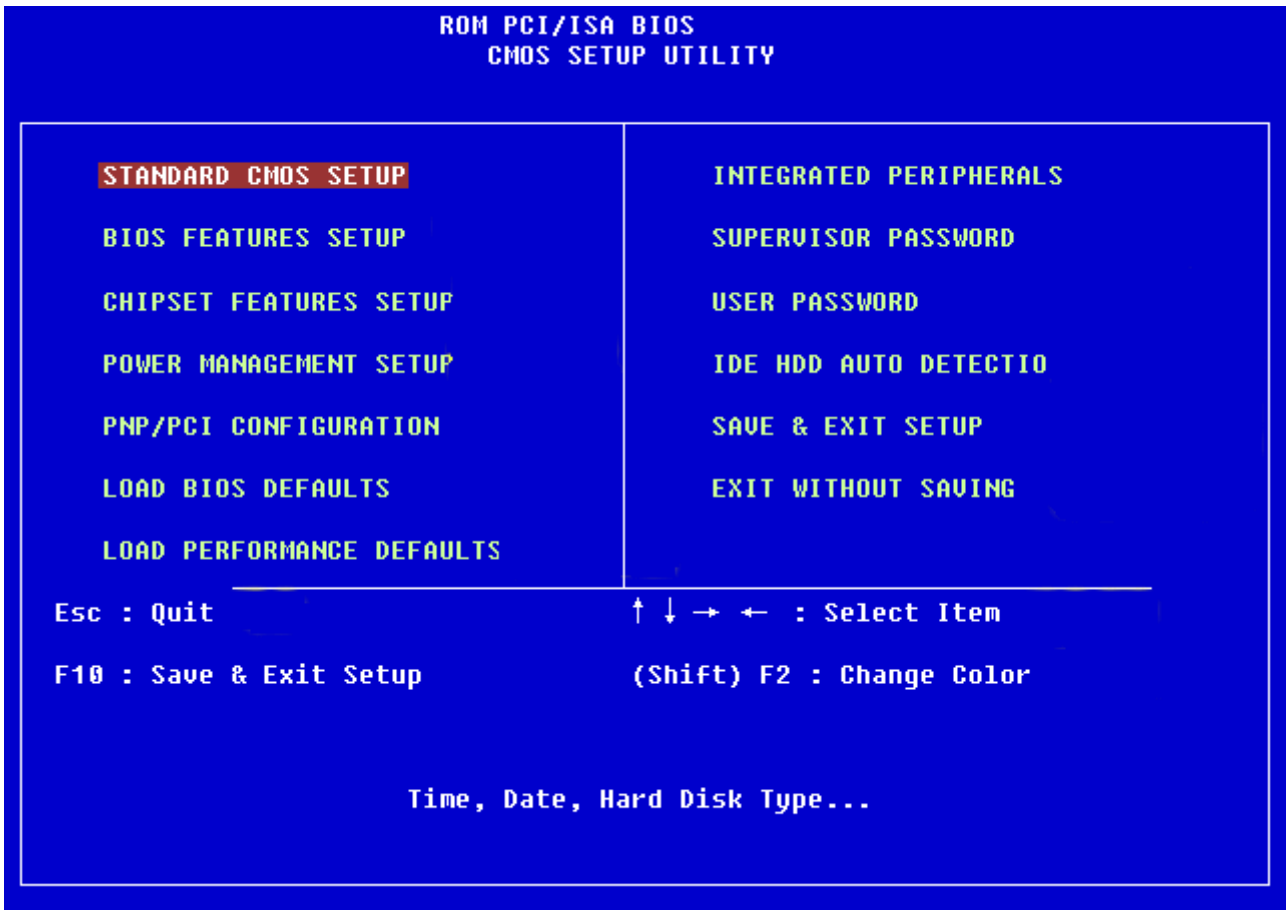 ROM PCI/ISA BIOS
CMOS SETUP UTILITY
STANDARD CMOS SETUP
BIOS FEATURES SETUP
CHIPSET FEATURES SETUP
POWER MANAGEMENT SETUP
PNP/PCI CONFIGURATION
LOAD BIOS DEFAULTS
LOAD PERFORMANCE DEFAULTS
INTEGRATED PERIPHERALS
SUPERVISOR PASSWORD
USER PASSWORD
IDE HDD AUTO DETECTIO
SAVE & EXIT SETUP
EXIT WITHOUT SAVING
Esc : Quit
↑ ↓ → ← : Select Item
F10 : Save & Exit Setup
(Shift) F2 : Change Color
Time, Date, Hard Disk Type...